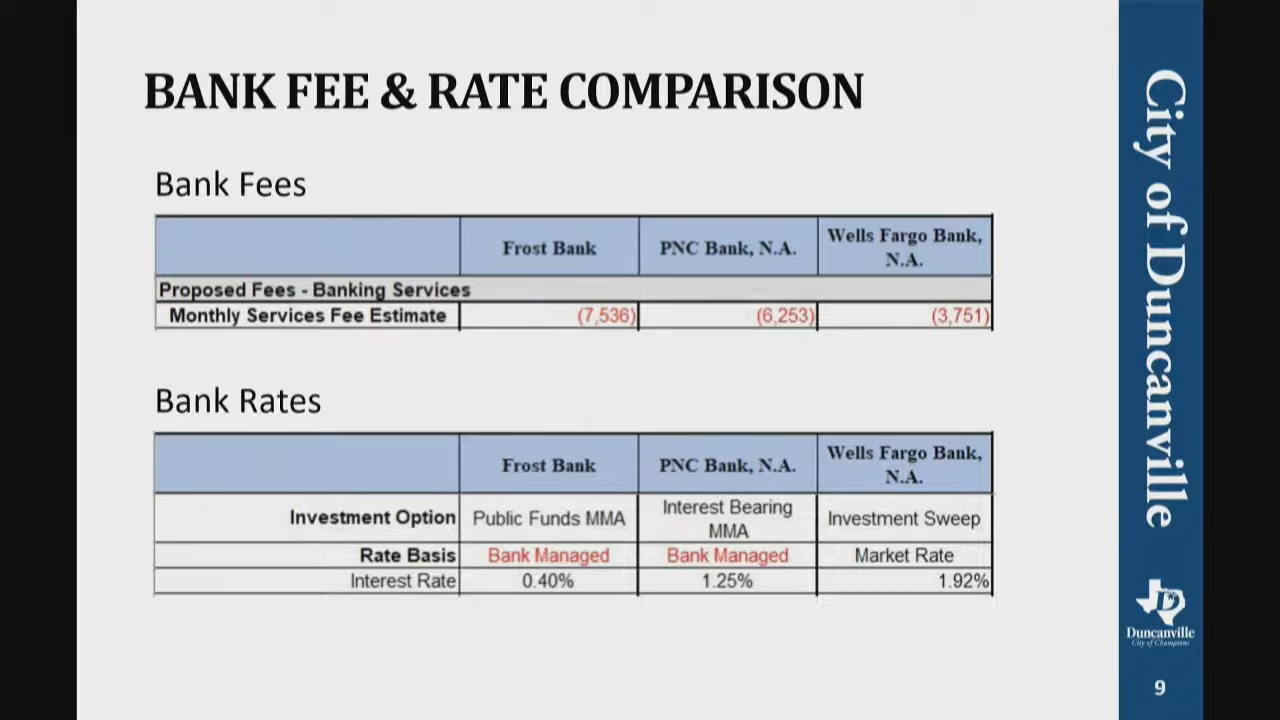 BANK FEE & RATE COMPARISON
Bank Fees
Frost Bank
PNC Bank, N.A.
Wells Fargo Bank,
N.A.
Proposed Fees - Banking Services
Monthly Services Fee Estimate
(7,536)
(6,253)
(3,751)
Bank Rates
Frost Bank
PNC Bank, N.A.
Wells Fargo Bank,
N.A.
Investment Option
Public Funds MMA
Interest Bearing
MMA
Investment Sweep
Rate Basis
Bank Managed
Bank Managed
Market Rate
Interest Rate
0.40%
1.25%
1.92%
City of Duncanville
D
Duncanville
City of Champions
9